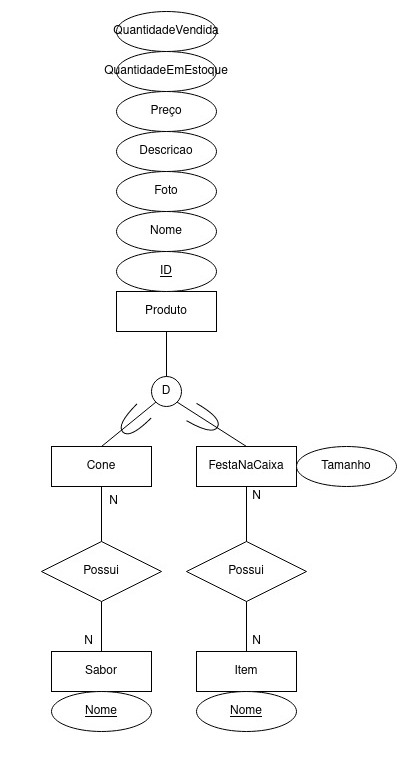 QuantidadeVendida
QuantidadeEmEstoque
Preço
Descricao
Foto
Nome
ID
Produto
D
Cone
FestaNaCaixa
Tamanho
N
N
Possui
Possui
N
N
Sabor
Item
Nome
Nome